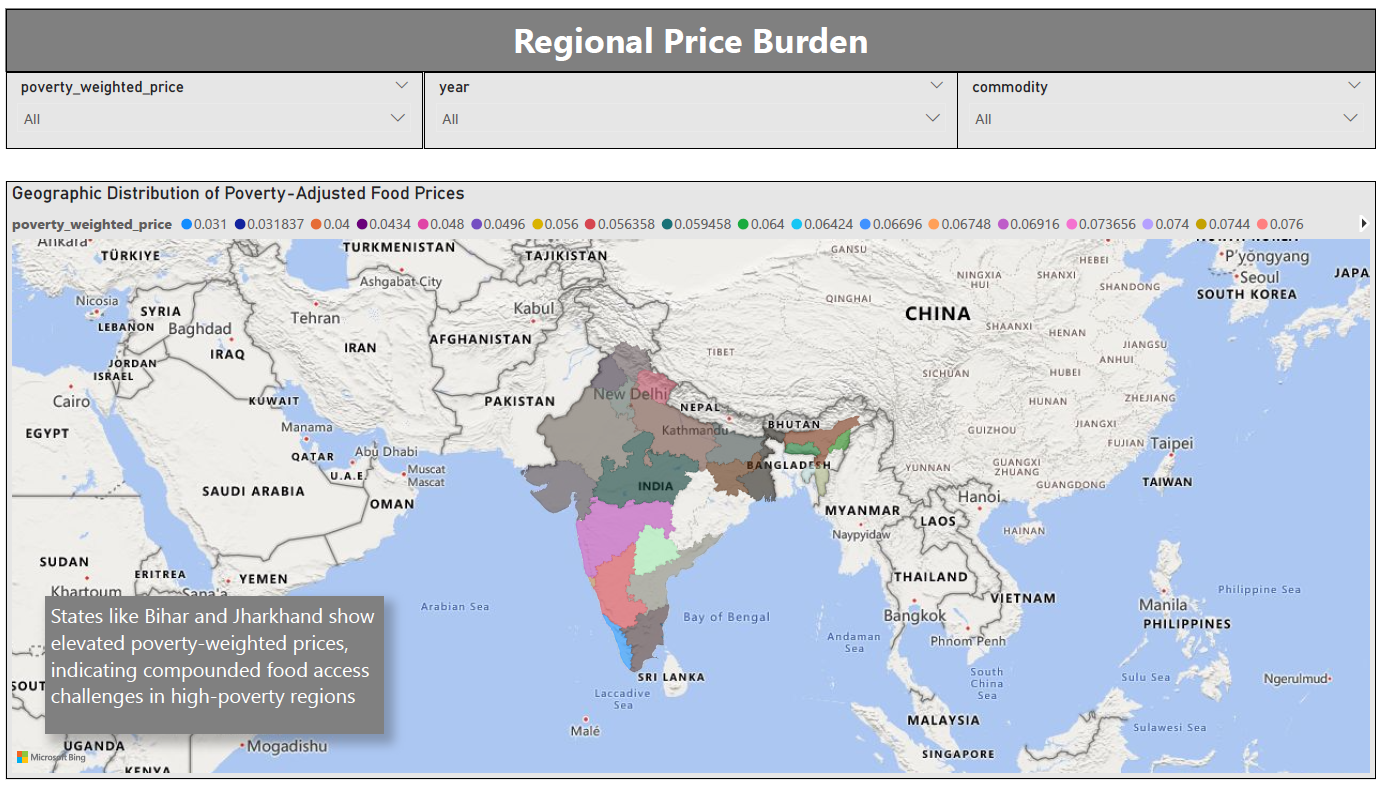 Regional Price Burden
poverty_weighted_price
year
commodity
All
All
All
Geographic Distribution of Poverty-Adjusted Food Prices
poverty_weighted_price 0.031 0.031837 0.04 0.0434 0.048 0.0496 0.056 0.056358 0.059458 0.064 0.06424 0.06696 0.06748 0.06916 0.073656 0.074 0.0744 0.076
TÜRKIYE
TURKMENISTAN
TAJIKISTAN
GANSU
HEBEI
P'yŏngyang
Ashgabat City
NINGXIA
HUI
SHANXI
Seoul
JAPA
Nicosia
SYRIA
Kabul
QINGHAI
SHANDONG
SOUTH KOREA
LEBANON
Baghdad
Tehran
CHINA
SHAANXI
HENAN
IRAQ
IRAN
AFGHANISTAN
TIBET
JIANGSU
ANHUI
JORDAN
ISRAEL
SICHUAN
HUBEI
Cairo
KUWAIT
PAKISTAN
New Delhi
NEPAL
HUNAN
ZHEJIANG
EGYPT
Manama
Kathmandu
BHUTAN
GUIZHOU
JIANGXI
FUJIAN
Taipei
QATAR
Abu Dhabi
U.A.E.
Muscat
Muscat
BANGLADESH
YUNNAN
GUANGXI
ZHUANG
GUANGDONG
TAIWAN
SAUDI ARABIA
OMAN
INDIA
MYANMAR
Hanoi
LAOS
Naypyidaw
HAINAN
SUDAN
ERITREA
YEMEN
Khartoum
Sana'a
THAILAND
VIETNAM
Philippine Sea
Arabian Sea
Bay of Bengal
Bangkok
Manila
PHILIPPINES
Andaman
Sea
Phnom Penh
States like Bihar and Jharkhand show
elevated poverty-weighted prices,
indicating compounded food access
challenges in high-poverty regions
SRI LANKA
South
China
Sea
Sulu Sea
Ngerulmud
Laccadive
Sea
Malé
MALAYSIA
Sulawesi Sea
SINGAPORE
UGANDA
Mogadishu
Microsoft Bing
KENYA